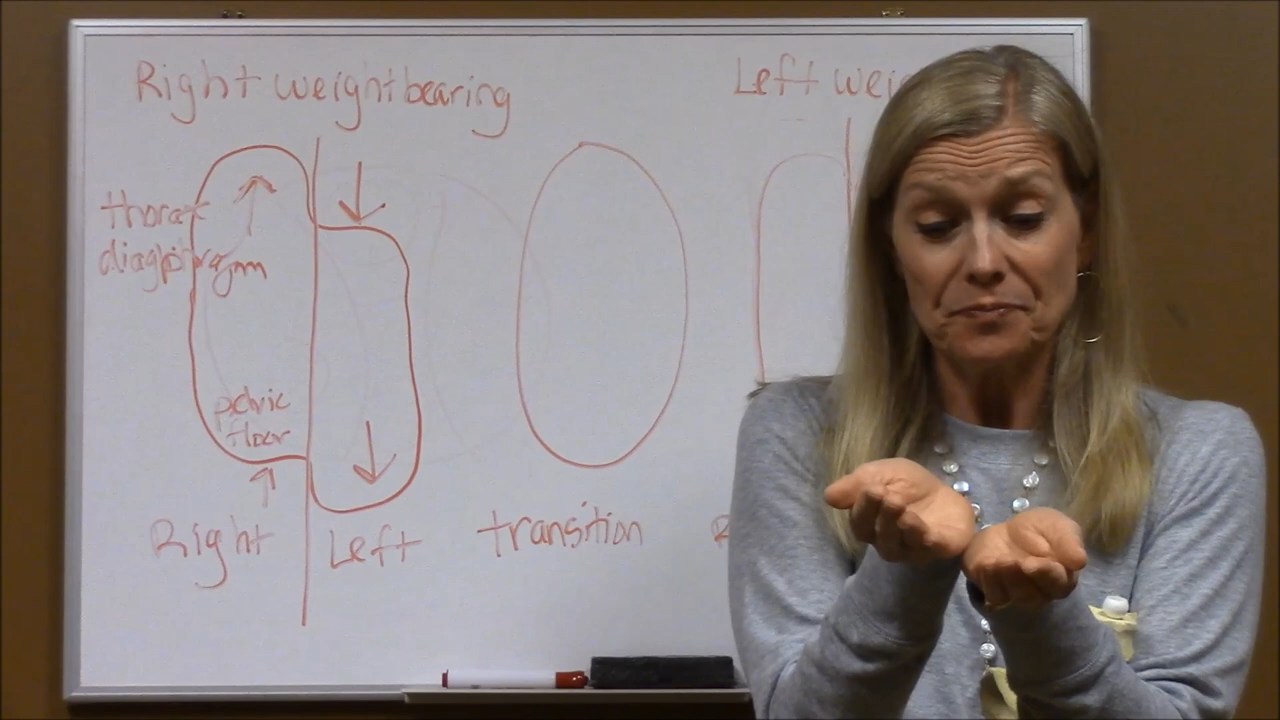 Right weightbearing
Left wei
thorax
diaphragm
pelvic
floor
Right
Left
transition
R